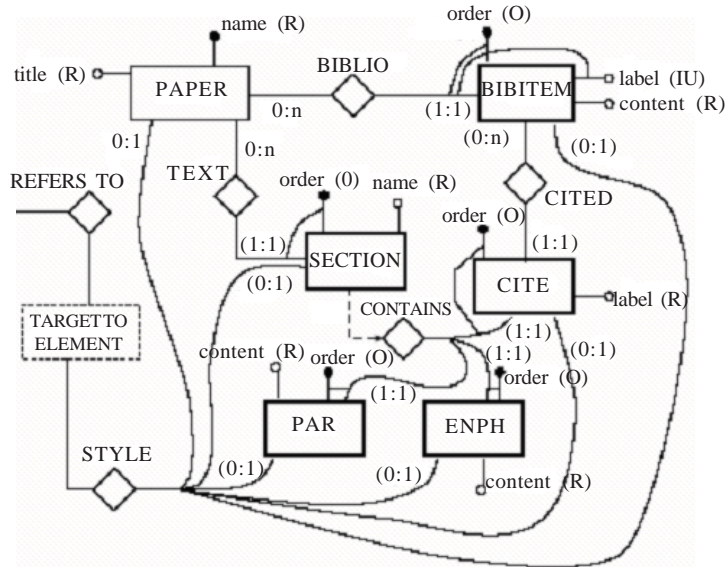 name (R)
order (O)
title (R)
PAPER
BIBLIO
BIBITEM
label (IU)
content (R)
0:1
0:n
0:n
(1:1)
(0:n)
(0:1)
REFERS TO
TEXT
order (0)
name (R)
order (O)
CITED
(1:1)
(0:1)
SECTION
(1:1)
CITE
TARGETTO
ELEMENT
CONTAINS
(1:1)
label (R)
(0:1)
content (R)
order (O)
(1:1)
(1:1)
order (O)
PAR
ENPH
STYLE
(0:1)
(0:1)
content (R)